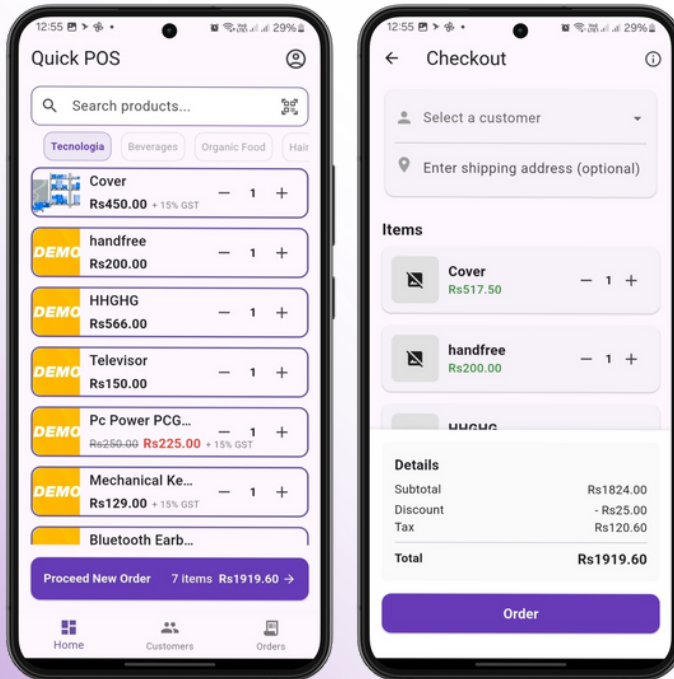 12:55
29%
Quick POS
Search products...
Tecnologia
Beverages
Organic Food
Hair
Cover
Rs450.00 + 15% GST
1
DEMO
handfree
Rs200.00
1
DEMO
HHGHG
Rs566.00
1
DEMO
Televisor
Rs150.00
1
DEMO
Pc Power PCG...
Rs250.00 Rs225.00 + 15% GST
1
DEMO
Mechanical Ke...
Rs129.00 + 15% GST
1
Bluetooth Earb...
Proceed New Order 7 items Rs1919.60 →
Home
Customers
Orders
12:55
29%
← Checkout
Select a customer
Enter shipping address (optional)
Items
Cover
Rs517.50
1
handfree
Rs200.00
1
HHGHG
Details
Subtotal Rs1824.00
Discount - Rs25.00
Tax Rs120.60
Total Rs1919.60
Order